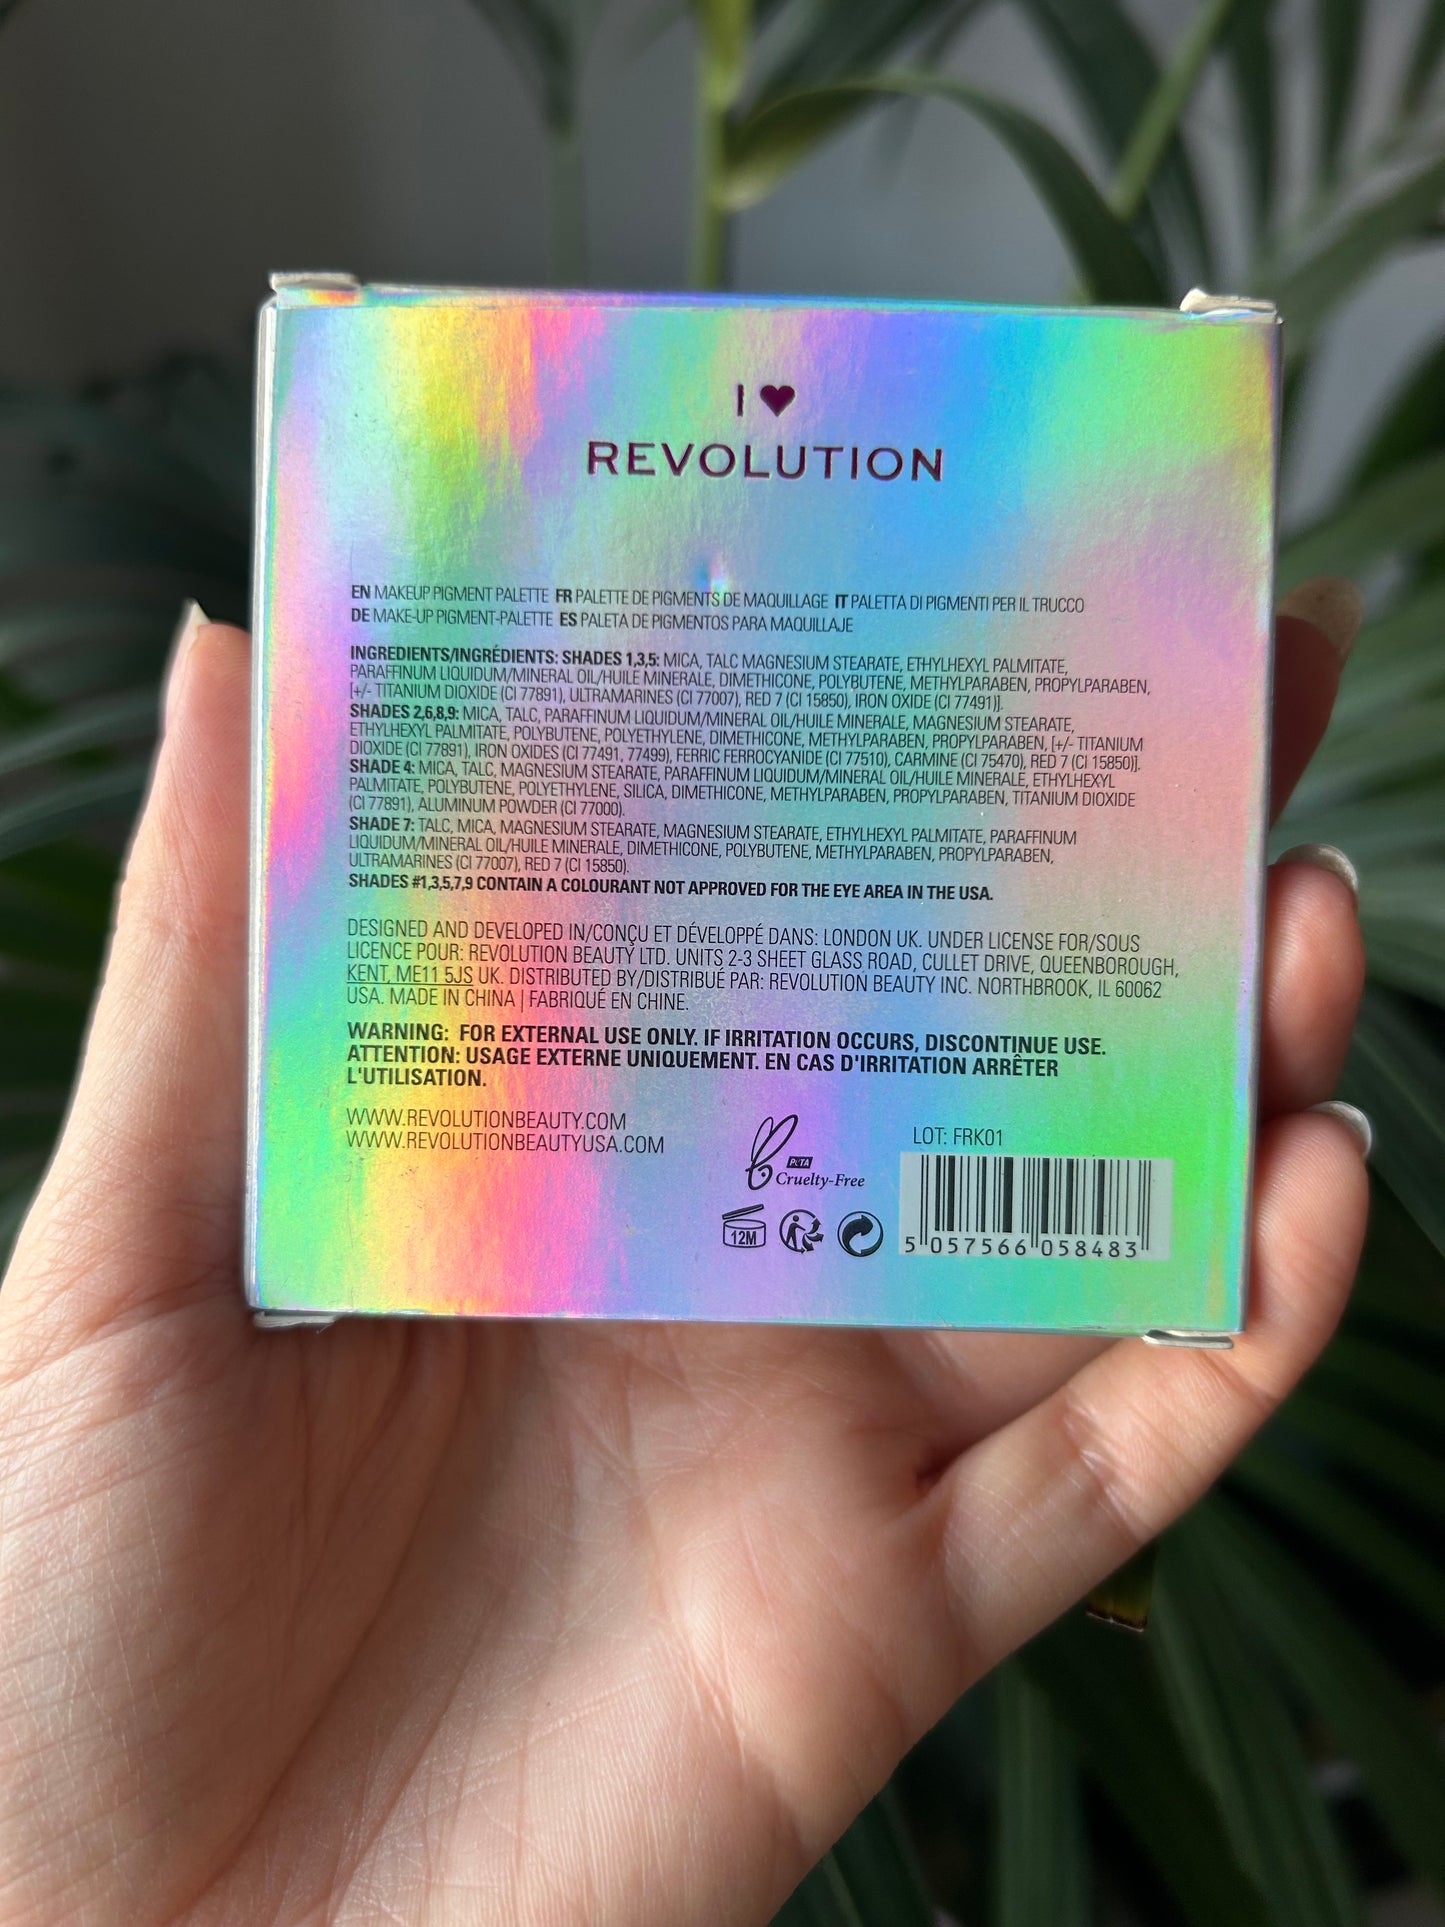 I ♥
REVOLUTION
EN MAKEUP PIGMENT PALETTE FR PALETTE DE PIGMENTS DE MAQUILLAGE IT PALETTA DI PIGMENTI PER IL TRUCCO
DE MAKE-UP PIGMENT-PALETTE ES PALETA DE PIGMENTOS PARA MAQUILLAJE
INGREDIENTS/INGRÉDIENTS: SHADES 1,3,5: MICA, TALC MAGNESIUM STEARATE, ETHYLHEXYL PALMITATE,
PARAFFINUM LIQUIDUM/MINERAL OIL/HUILE MINERALE, DIMETHICONE, POLYBUTENE, METHYLPARABEN, PROPYLPARABEN,
[+/- TITANIUM DIOXIDE (CI 77891), ULTRAMARINES (CI 77007), RED 7 (CI 15850), IRON OXIDE (CI 77491)].
SHADES 2,6,8,9: MICA, TALC, PARAFFINUM LIQUIDUM/MINERAL OIL/HUILE MINERALE, MAGNESIUM STEARATE,
ETHYLHEXYL PALMITATE, POLYBUTENE, POLYETHYLENE, DIMETHICONE, METHYLPARABEN, PROPYLPARABEN, [+/- TITANIUM
DIOXIDE (CI 77891), IRON OXIDES (CI 77491, 77499), FERRIC FERROCYANIDE (CI 77510), CARMINE (CI 75470), RED 7 (CI 15850)].
SHADE 4: MICA, TALC, MAGNESIUM STEARATE, PARAFFINUM LIQUIDUM/MINERAL OIL/HUILE MINERALE, ETHYLHEXYL
PALMITATE, POLYBUTENE, POLYETHYLENE, SILICA, DIMETHICONE, METHYLPARABEN, PROPYLPARABEN, TITANIUM DIOXIDE
(CI 77891), ALUMINUM POWDER (CI 77000).
SHADE 7: TALC, MICA, MAGNESIUM STEARATE, MAGNESIUM STEARATE, ETHYLHEXYL PALMITATE, PARAFFINUM
LIQUIDUM/MINERAL OIL/HUILE MINERALE, DIMETHICONE, POLYBUTENE, METHYLPARABEN, PROPYLPARABEN,
ULTRAMARINES (CI 77007), RED 7 (CI 15850).
SHADES #1,3,5,7,9 CONTAIN A COLOURANT NOT APPROVED FOR THE EYE AREA IN THE USA.
DESIGNED AND DEVELOPED IN/CONÇU ET DÉVELOPPÉ DANS: LONDON UK. UNDER LICENSE FOR/SOUS
LICENCE POUR: REVOLUTION BEAUTY LTD. UNITS 2-3 SHEET GLASS ROAD, CULLET DRIVE, QUEENBOROUGH,
KENT, ME11 5JS UK. DISTRIBUTED BY/DISTRIBUÉ PAR: REVOLUTION BEAUTY INC. NORTHBROOK, IL 60062
USA. MADE IN CHINA | FABRIQUÉ EN CHINE.
WARNING: FOR EXTERNAL USE ONLY. IF IRRITATION OCCURS, DISCONTINUE USE.
ATTENTION: USAGE EXTERNE UNIQUEMENT. EN CAS D'IRRITATION ARRÊTER
L'UTILISATION.
WWW.REVOLUTIONBEAUTY.COM
WWW.REVOLUTIONBEAUTYUSA.COM
PETA
Cruelty-Free
12M
LOT: FRK01
5 057566 058483